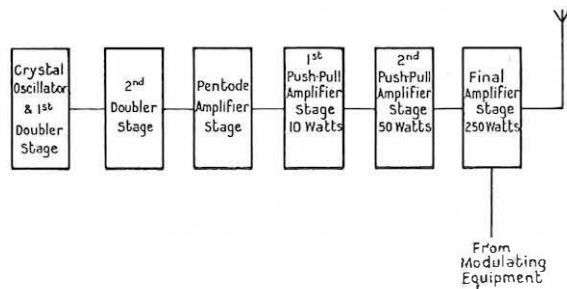 Crystal
Oscillator
& 1st
Doubler
Stage
2nd
Doubler
Stage
Pentode
Amplifier
Stage
1st
Push-Pull
Amplifier
Stage
10 Watts
2nd
Push-Pull
Amplifier
Stage
50 Watts
Final
Amplifier
Stage
250 Watts
From
Modulating
Equipment